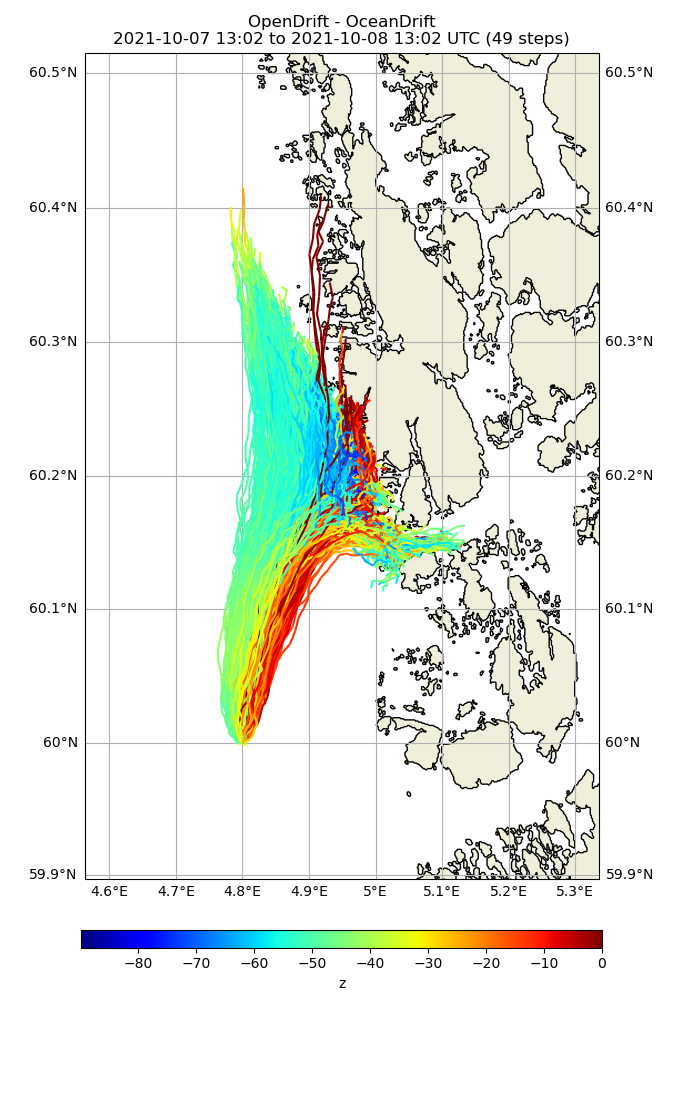 OpenDrift - OceanDrift
2021-10-07 13:02 to 2021-10-08 13:02 UTC (49 steps)
60.5°N 60.5°N
60.4°N 60.4°N
60.3°N 60.3°N
60.2°N 60.2°N
60.1°N 60.1°N
60°N 60°N
59.9°N 59.9°N
4.6°E 4.7°E 4.8°E 4.9°E 5°E 5.1°E 5.2°E 5.3°E
−80 −70 −60 −50 −40 −30 −20 −10 0
z